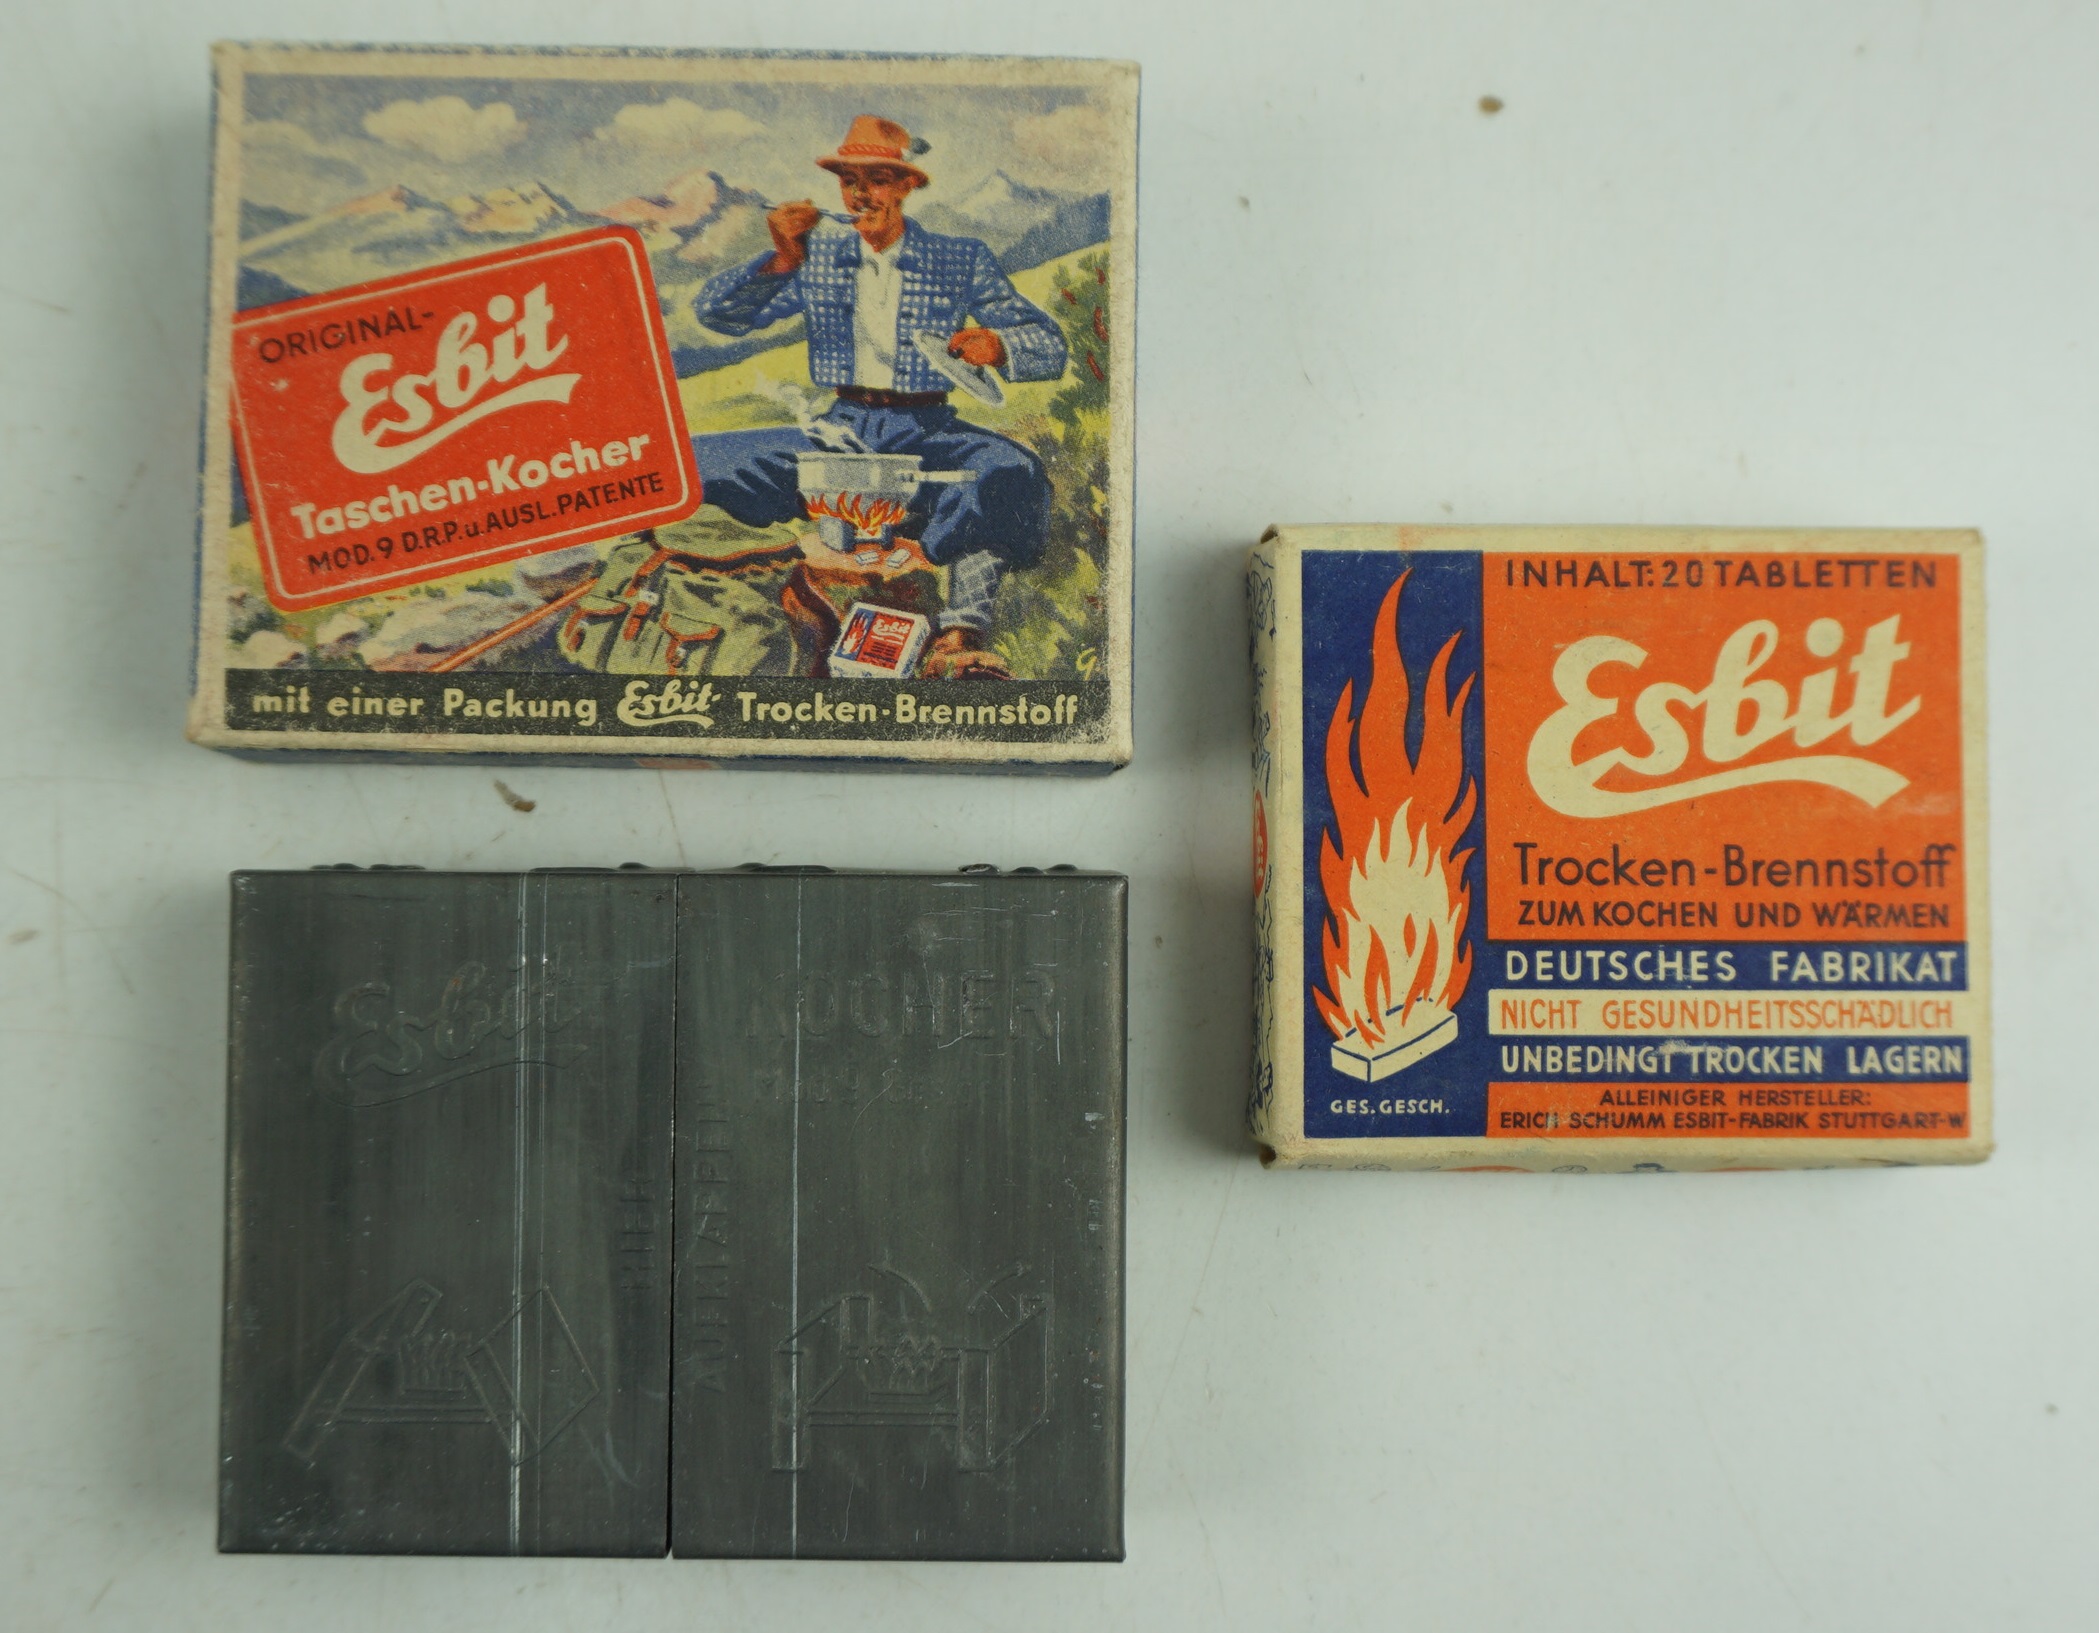 ORIGINAL-
Esbit
Taschen-Kocher
MOD. 9 D.R.P. u. AUSL. PATENTE
Esbit
mit einer Packung Esbit- Trocken-Brennstoff
INHALT: 20 TABLETTEN
Esbit
Trocken-Brennstoff
ZUM KOCHEN UND WÄRMEN
DEUTSCHES FABRIKAT
NICHT GESUNDHEITSSCHÄDLICH
UNBEDINGT TROCKEN LAGERN
ALLEINIGER HERSTELLER:
ERICH SCHUMM ESBIT-FABRIK STUTTGART-W
GES. GESCH.
Esbit
KOCHER
HIER
AUFKLAPPEN